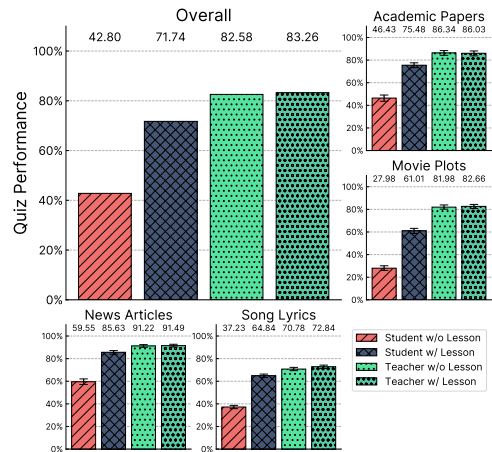 Overall
42.80 71.74 82.58 83.26
Quiz Performance
100%
80%
60%
40%
20%
0%
Academic Papers
46.43 75.48 86.34 86.03
100%
80%
60%
40%
20%
0%
Movie Plots
27.98 61.01 81.98 82.66
100%
80%
60%
40%
20%
0%
News Articles
59.55 85.63 91.22 91.49
100%
80%
60%
40%
20%
0%
Song Lyrics
37.23 64.84 70.78 72.84
100%
80%
60%
40%
20%
0%
Student w/o Lesson
Student w/ Lesson
Teacher w/o Lesson
Teacher w/ Lesson